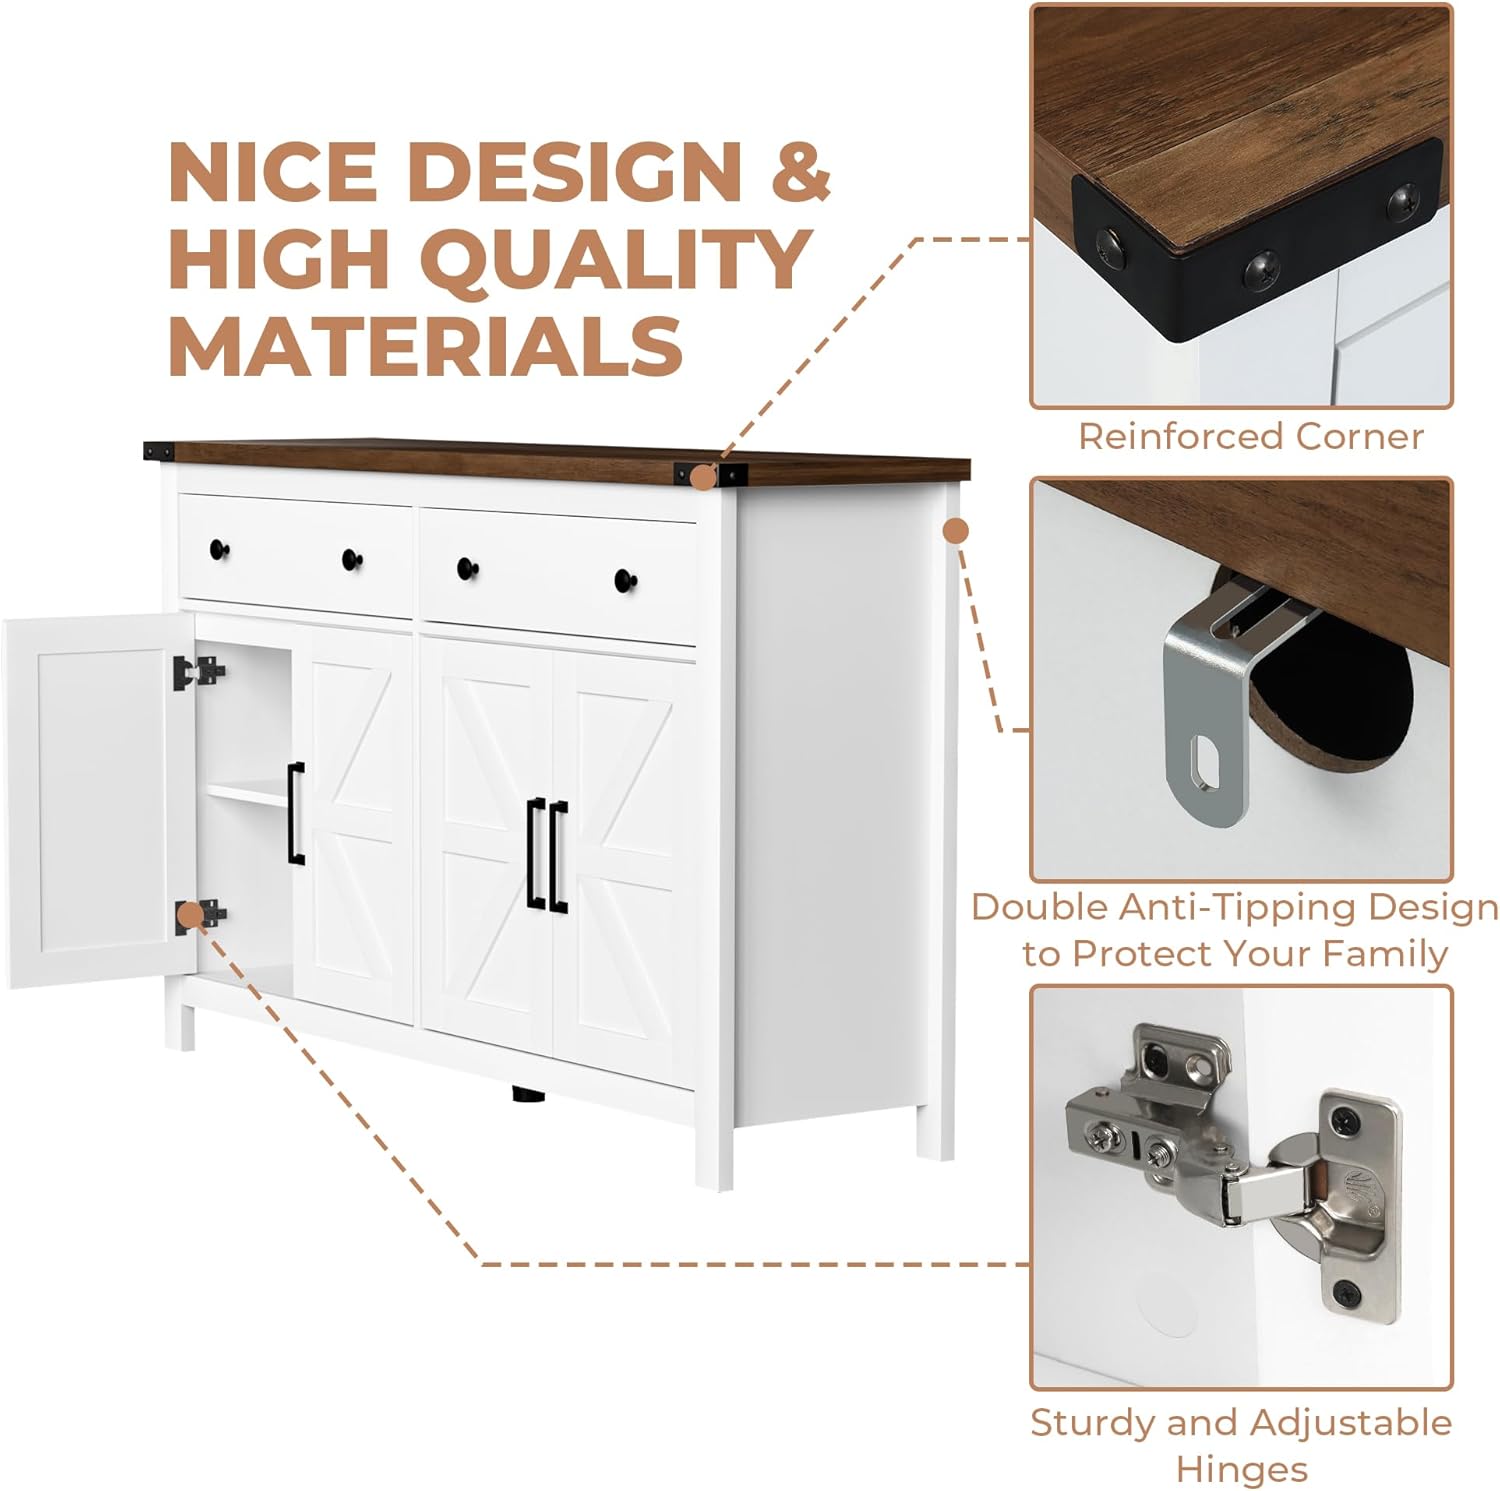 NICE DESIGN &
HIGH QUALITY
MATERIALS
Reinforced Corner
Double Anti-Tipping Design
to Protect Your Family
Sturdy and Adjustable
Hinges